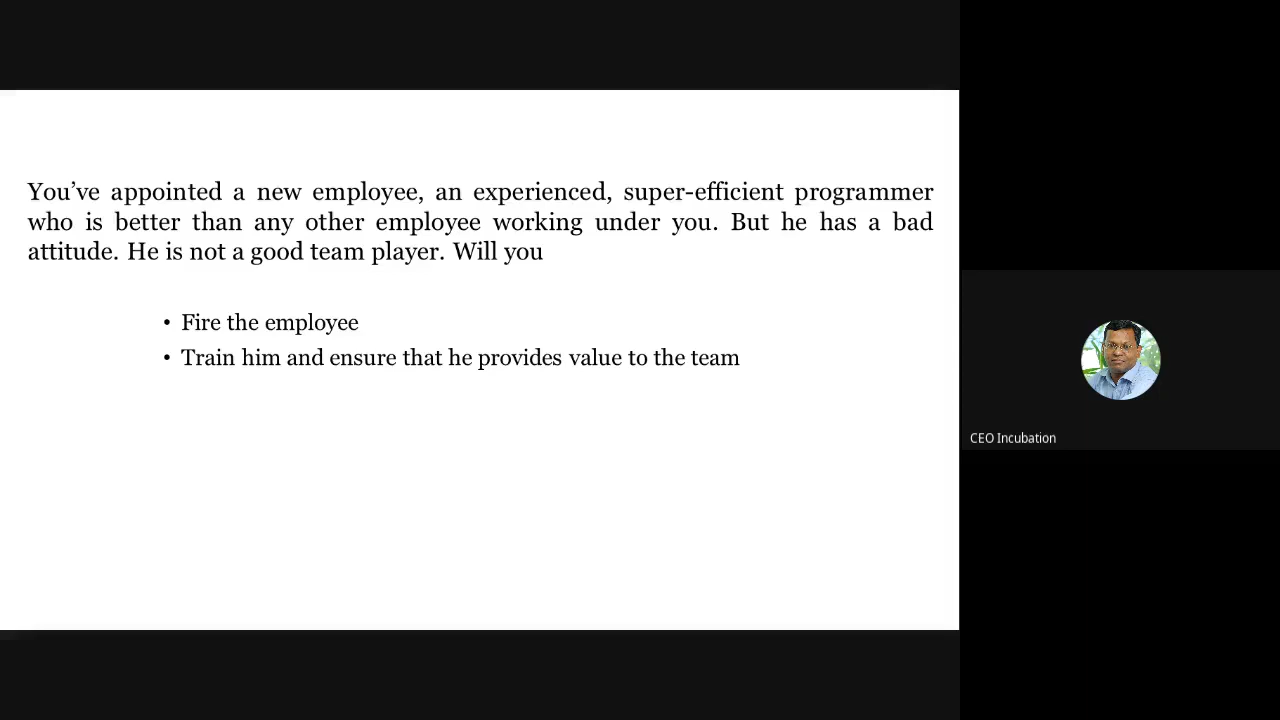 You’ve appointed a new employee, an experienced, super-efficient programmer
who is better than any other employee working under you. But he has a bad
attitude. He is not a good team player. Will you
• Fire the employee
• Train him and ensure that he provides value to the team
CEO Incubation